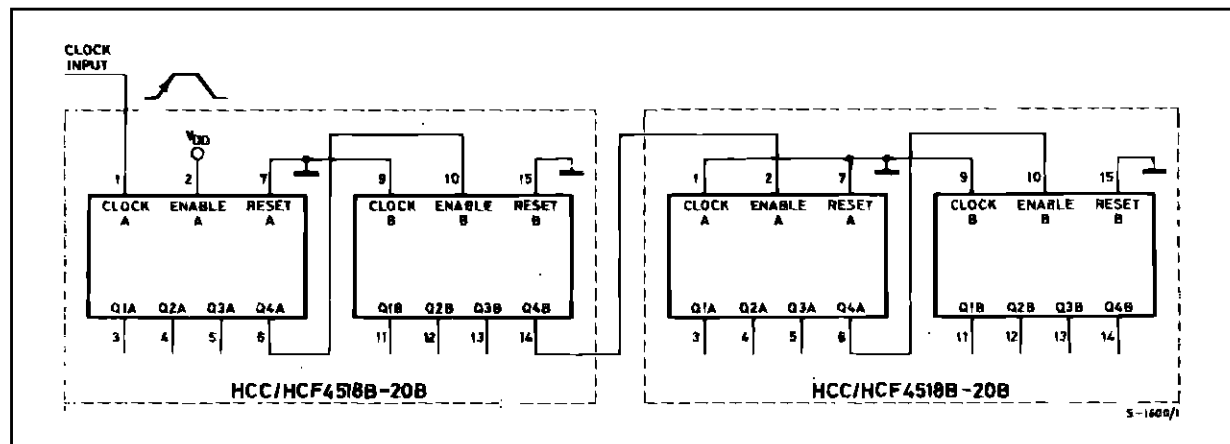 CLOCK
INPUT
VDD
1 2 7 9 10 15 1 2 7 9 10 15
CLOCK A ENABLE A RESET A CLOCK B ENABLE B RESET B CLOCK A ENABLE A RESET A CLOCK B ENABLE B RESET B
Q1A Q2A Q3A Q4A Q1B Q2B Q3B Q4B Q1A Q2A Q3A Q4A Q1B Q2B Q3B Q4B
3 4 5 6 11 12 13 14 3 4 5 6 11 12 13 14
HCC/HCF4518B-20B HCC/HCF4518B-20B
S-1600/1